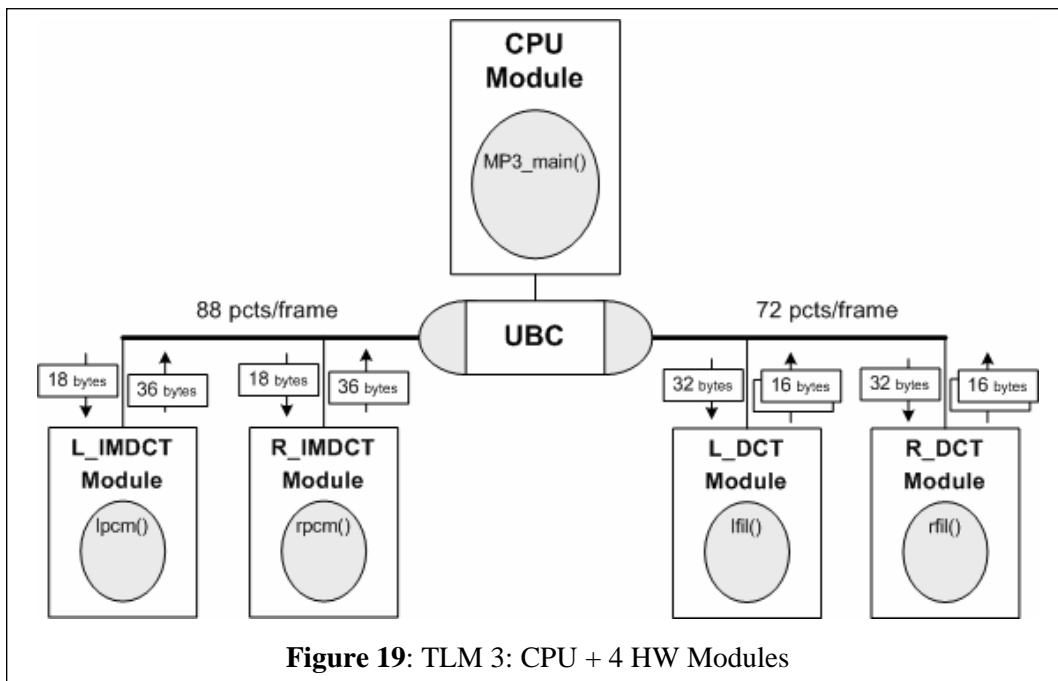 CPU
Module
MP3_main()
88 pcts/frame
UBC
72 pcts/frame
18 bytes
36 bytes
18 bytes
36 bytes
32 bytes
16 bytes
32 bytes
16 bytes
L_IMDCT
Module
lpcm()
R_IMDCT
Module
rpcm()
L_DCT
Module
lfil()
R_DCT
Module
rfil()
Figure 19: TLM 3: CPU + 4 HW Modules